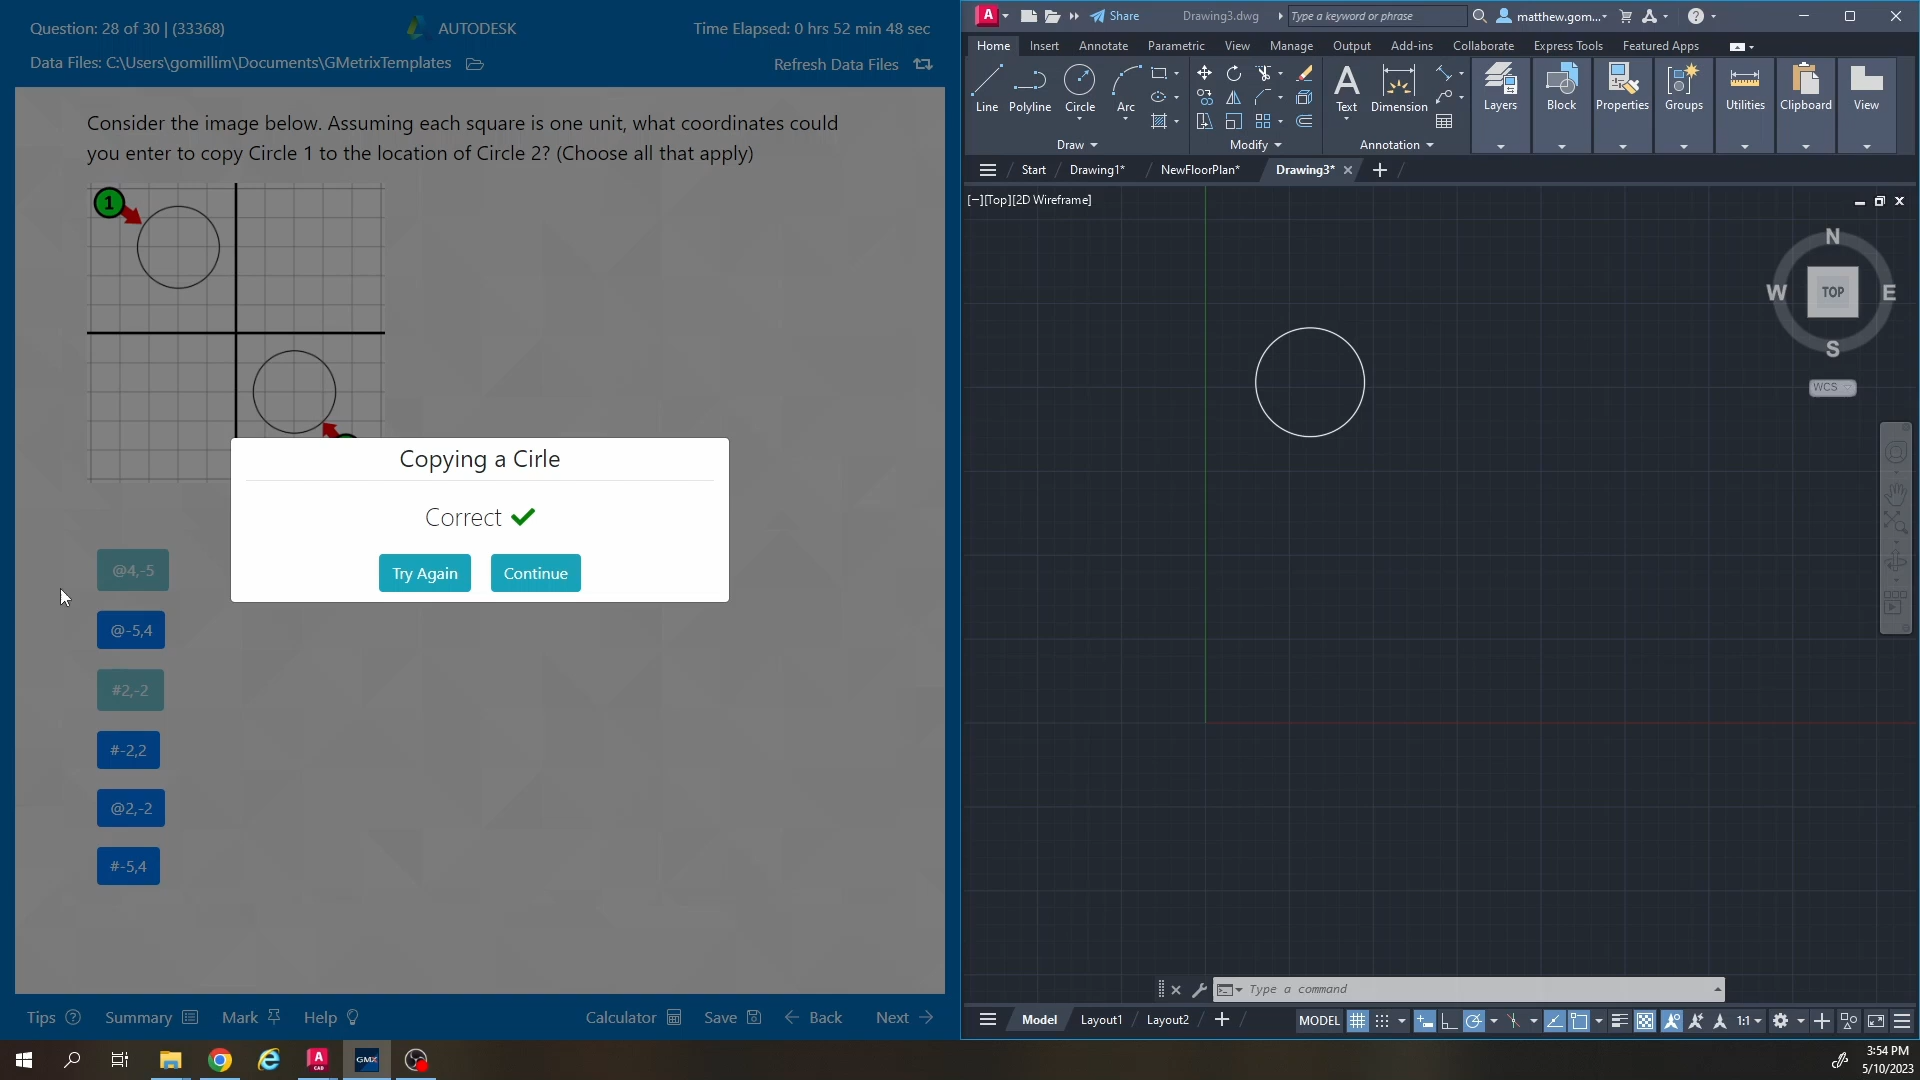 Question: 28 of 30 | (33368)
AUTODESK
Time Elapsed: 0 hrs 52 min 48 sec
Data Files: C:\Users\gomillim\Documents\GMetrixTemplates
Refresh Data Files
Consider the image below. Assuming each square is one unit, what coordinates could
you enter to copy Circle 1 to the location of Circle 2? (Choose all that apply)
1
Copying a Cirle
Correct
Try Again
Continue
@4,-5
@-5,4
#2,-2
#-2,2
@2,-2
#-5,4
Tips
Summary
Mark
Help
Calculator
Save
Back
Next
A
Share
Drawing3.dwg
Type a keyword or phrase
matthew.gom...
Home
Insert
Annotate
Parametric
View
Manage
Output
Add-ins
Collaborate
Express Tools
Featured Apps
Line
Polyline
Circle
Arc
Text
Dimension
Layers
Block
Properties
Groups
Utilities
Clipboard
View
Draw
Modify
Annotation
Start
Drawing1*
NewFloorPlan*
Drawing3*
[−][Top][2D Wireframe]
N
W
TOP
E
S
WCS
Type a command
Model
Layout1
Layout2
MODEL
1:1
A
CAD
GMX
3:54 PM
5/10/2023